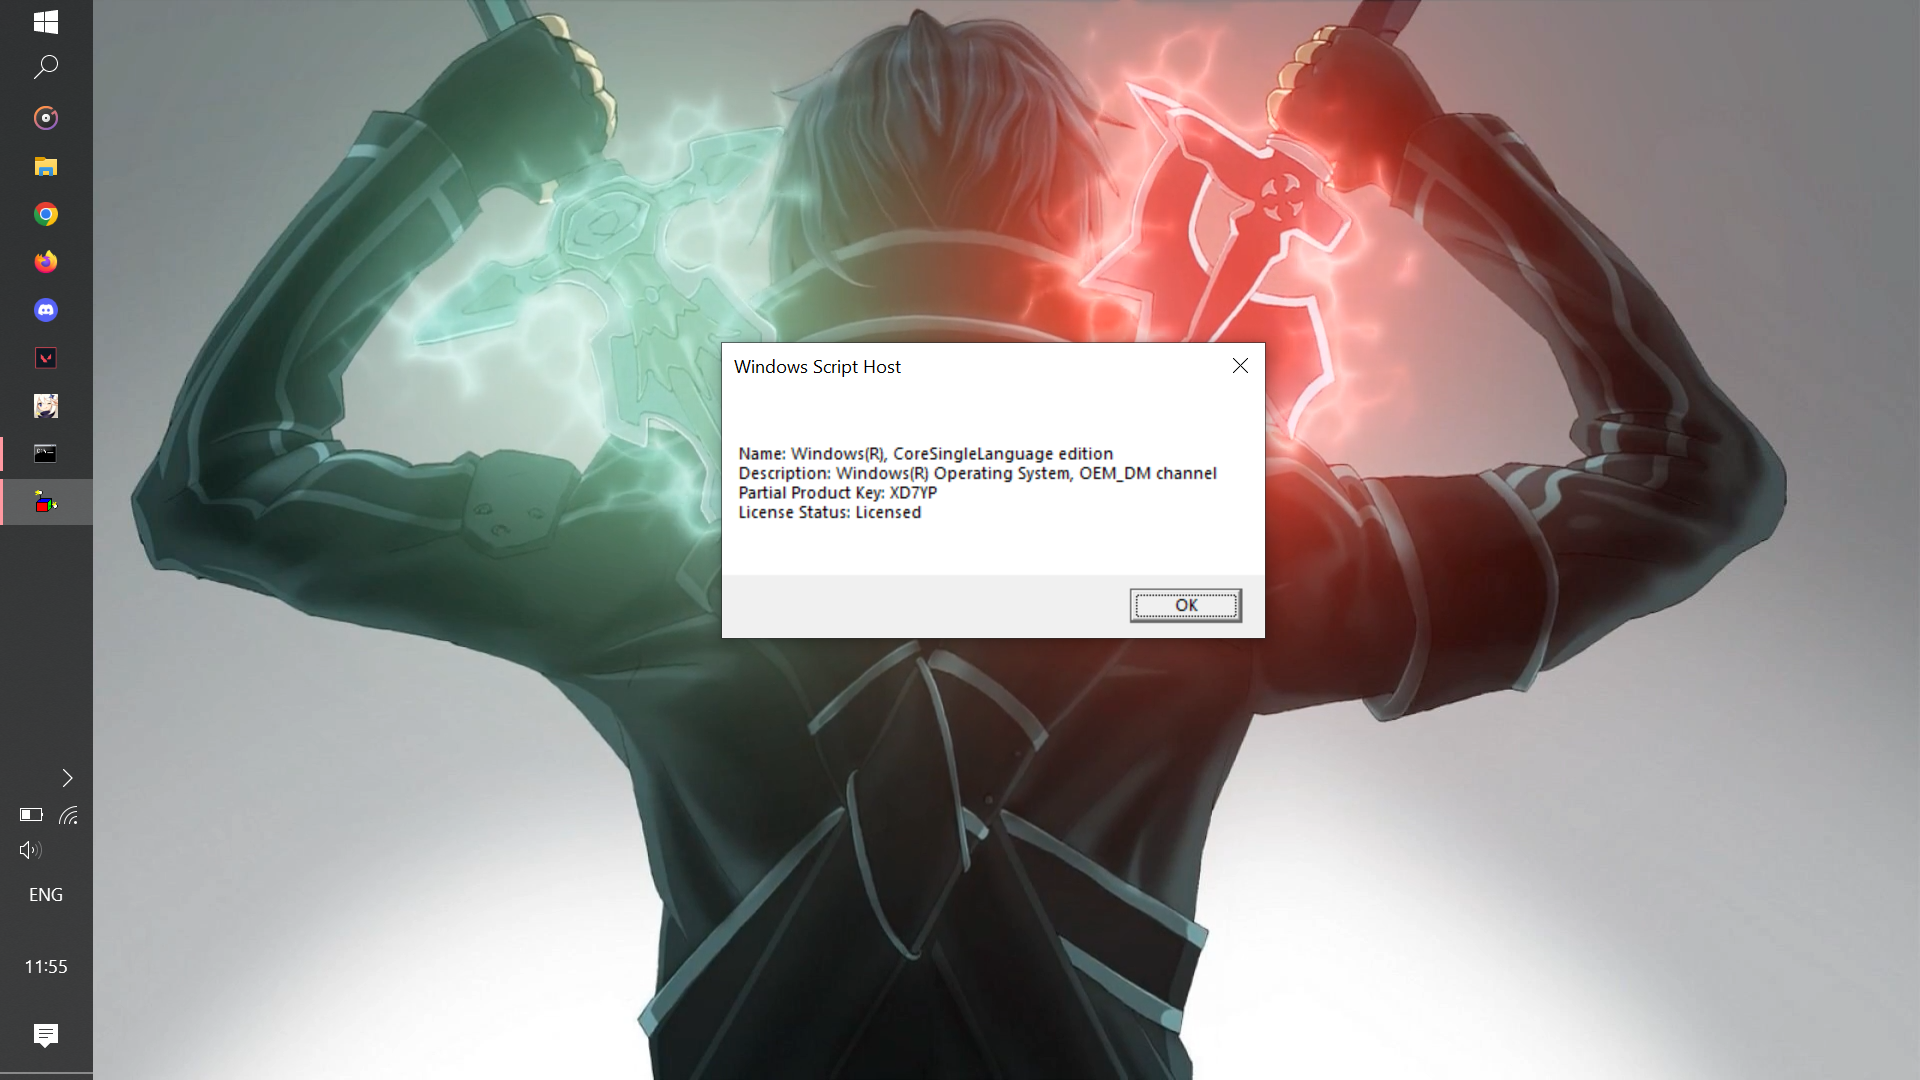 Windows Script Host
Name: Windows(R), CoreSingleLanguage edition
Description: Windows(R) Operating System, OEM_DM channel
Partial Product Key: XD7YP
License Status: Licensed
OK
ENG
11:55